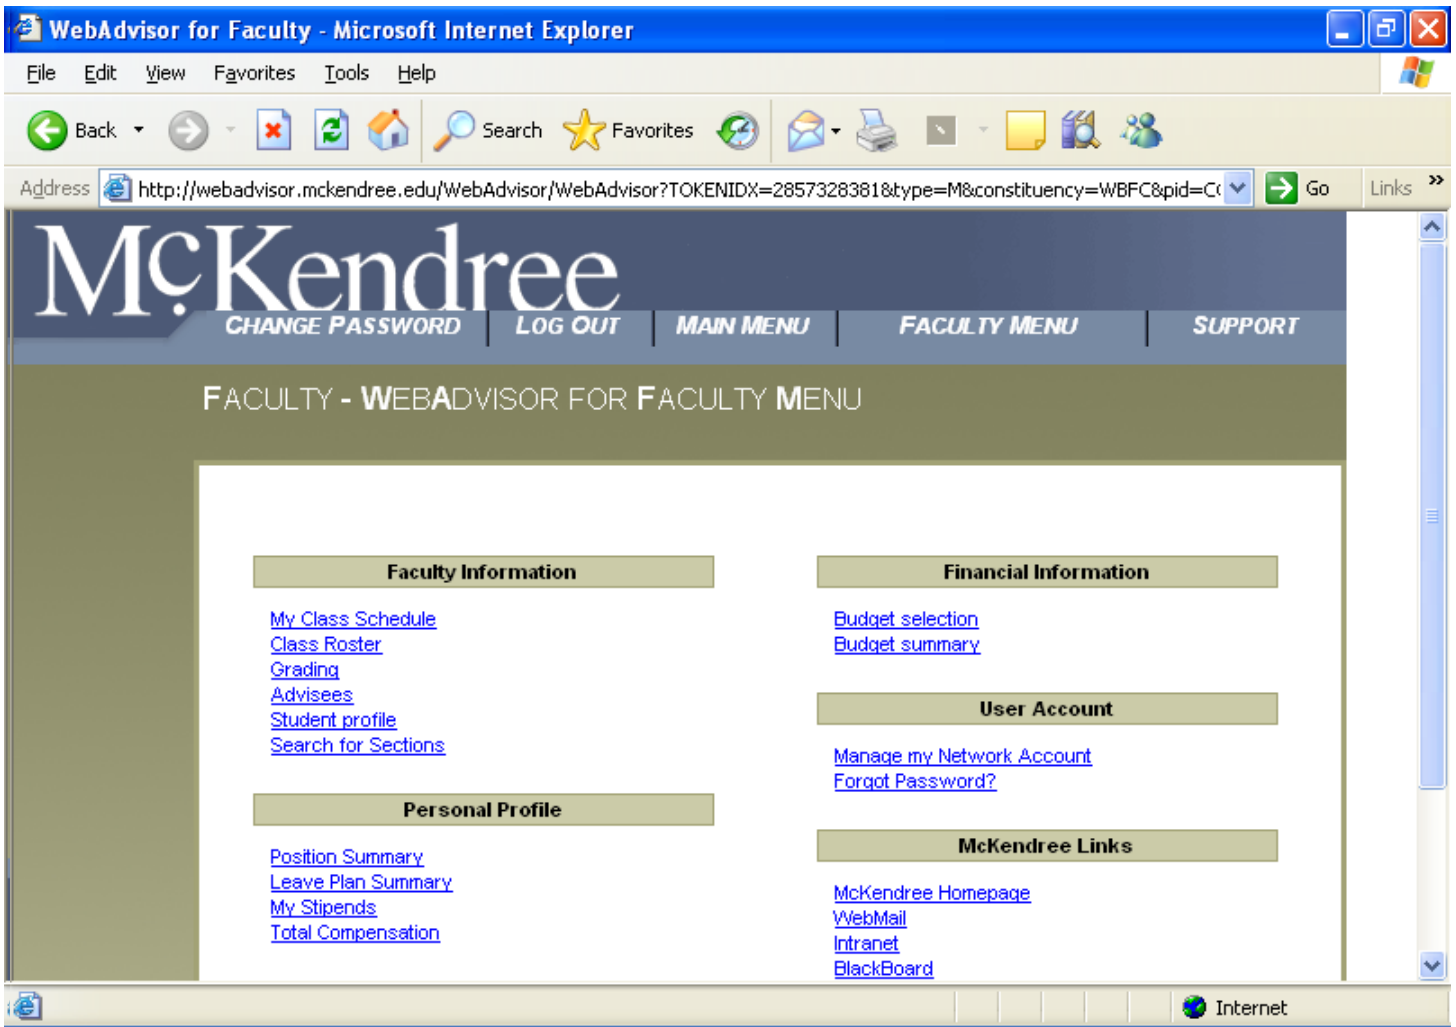 WebAdvisor for Faculty - Microsoft Internet Explorer
File Edit View Favorites Tools Help
Back Search Favorites
Address http://webadvisor.mckendree.edu/WebAdvisor/WebAdvisor?TOKENIDX=2857328381&type=M&constituency=WBFC&pid=C Go Links »
McKendree
CHANGE PASSWORD LOG OUT MAIN MENU FACULTY MENU SUPPORT
FACULTY - WEBADVISOR FOR FACULTY MENU
Faculty Information
My Class Schedule
Class Roster
Grading
Advisees
Student profile
Search for Sections
Personal Profile
Position Summary
Leave Plan Summary
My Stipends
Total Compensation
Financial Information
Budget selection
Budget summary
User Account
Manage my Network Account
Forgot Password?
McKendree Links
McKendree Homepage
WebMail
Intranet
BlackBoard
Internet